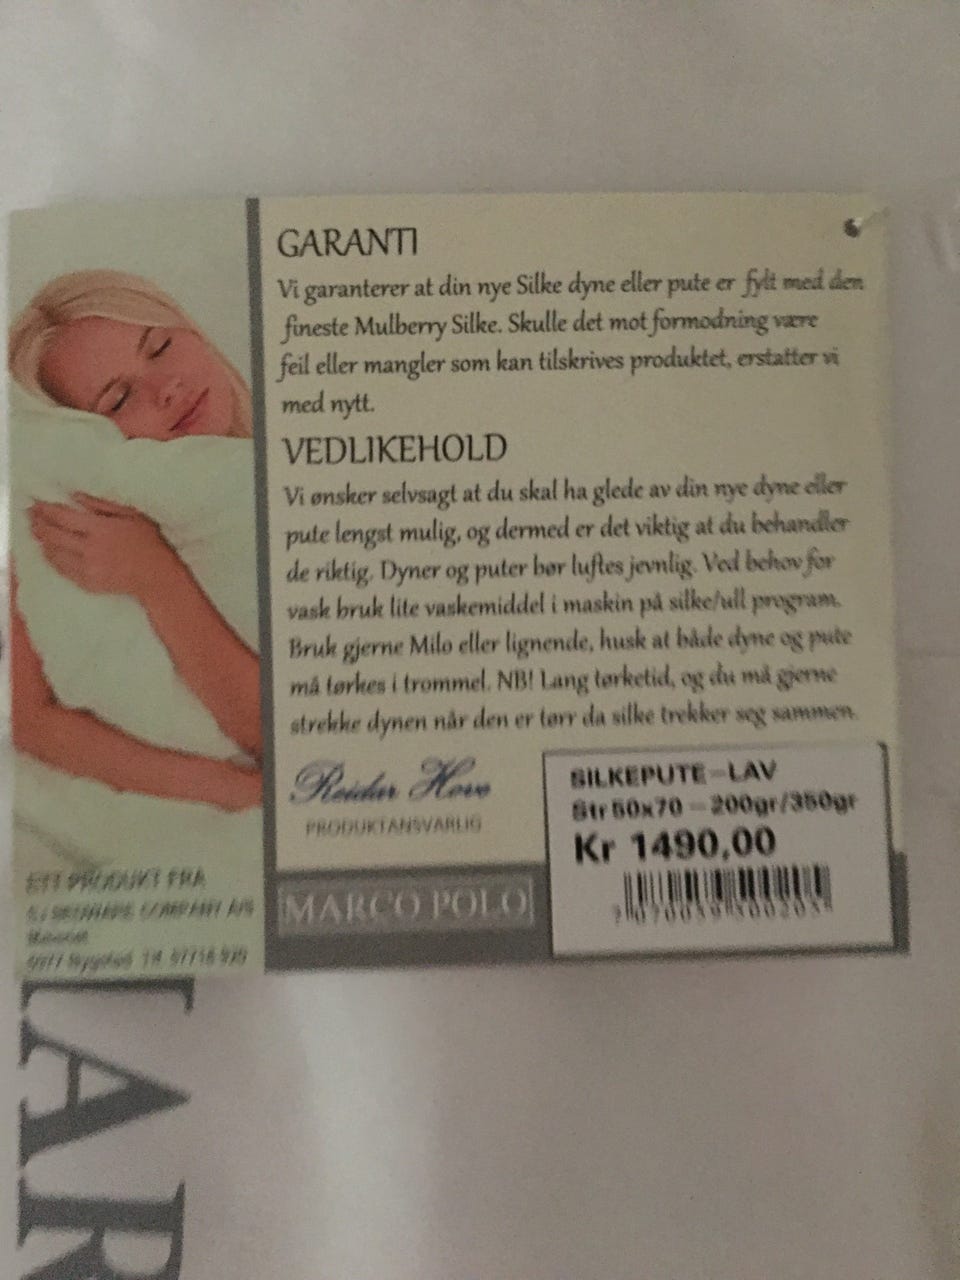 GARANTI
Vi garanterer at din nye Silke dyne eller pute er fylt med den
fineste Mulberry Silke. Skulle det mot formodning være
feil eller mangler som kan tilskrives produktet, erstatter vi
med nytt.
VEDLIKEHOLD
Vi ønsker selvsagt at du skal ha glede av din nye dyne eller
pute lengst mulig, og dermed er det viktig at du behandler
de riktig. Dyner og puter bør luftes jevnlig. Ved behov for
vask bruk lite vaskemiddel i maskin på silke/ull program.
Bruk gjerne Milo eller lignende, husk at både dyne og pute
må tørkes i trommel. NB! Lang tørketid, og du må gjerne
strekke dynen når den er tørr da silke trekker seg sammen.
Reidar Hove
PRODUKTANSVARLIG
MARCO POLO
SILKEPUTE-LAV
Str 50x70 - 200gr/350gr
Kr 1490,00
ETT PRODUKT FRA
COMPANY A/S
Tlf.
AR